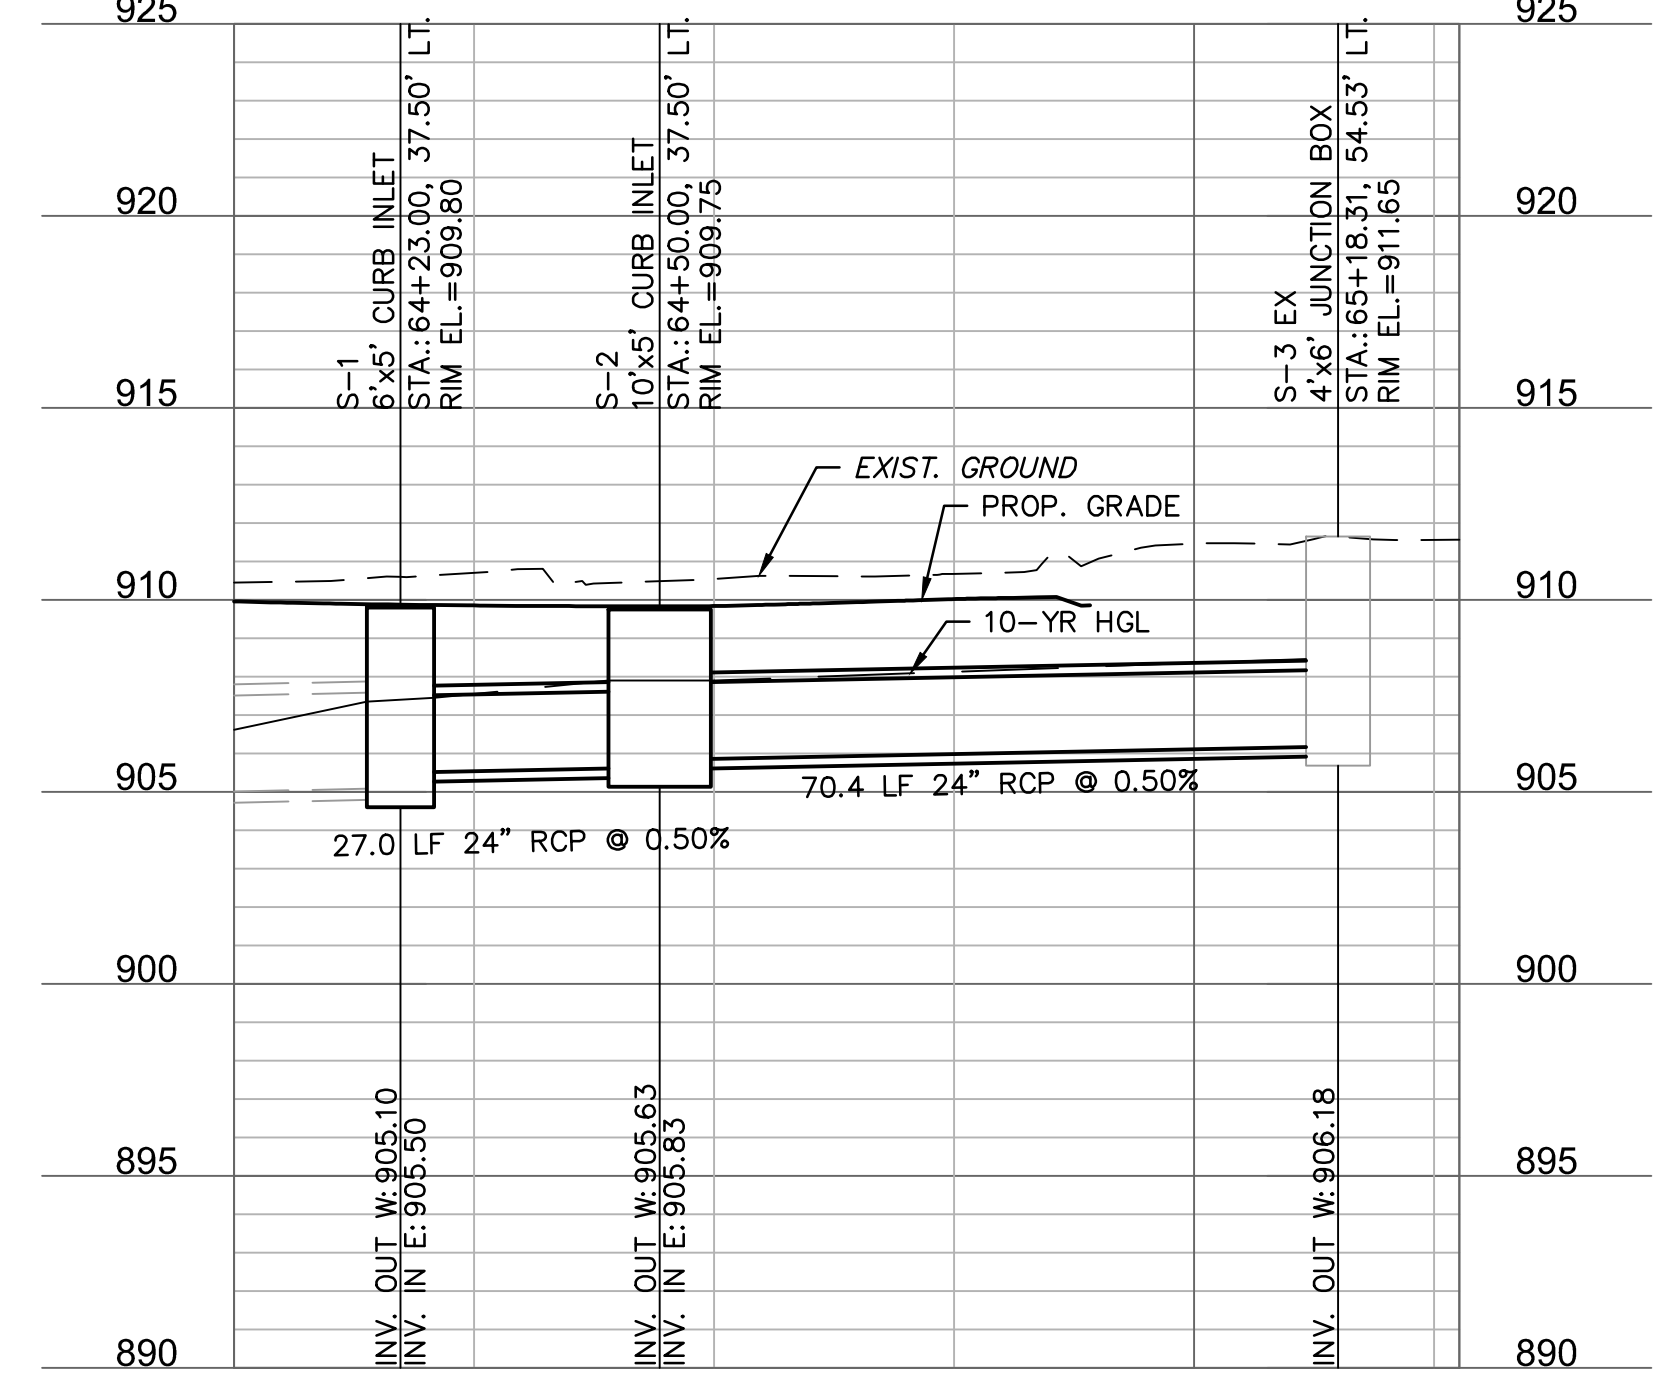 925
925
S-1
6'x5' CURB INLET
STA.:64+23.00, 37.50' LT.
RIM EL.=909.80
S-2
10'x5' CURB INLET
STA.:64+50.00, 37.50' LT.
RIM EL.=909.75
S-3 EX
4'x6' JUNCTION BOX
STA.:65+18.31, 54.53' LT.
RIM EL.=911.65
920
920
915
915
EXIST. GROUND
PROP. GRADE
910
910
10-YR HGL
905
905
70.4 LF 24" RCP @ 0.50%
27.0 LF 24" RCP @ 0.50%
900
900
895
895
INV. OUT W:905.10
INV. IN E:905.50
INV. OUT W:905.63
INV. IN E:905.83
INV. OUT W:906.18
890
890